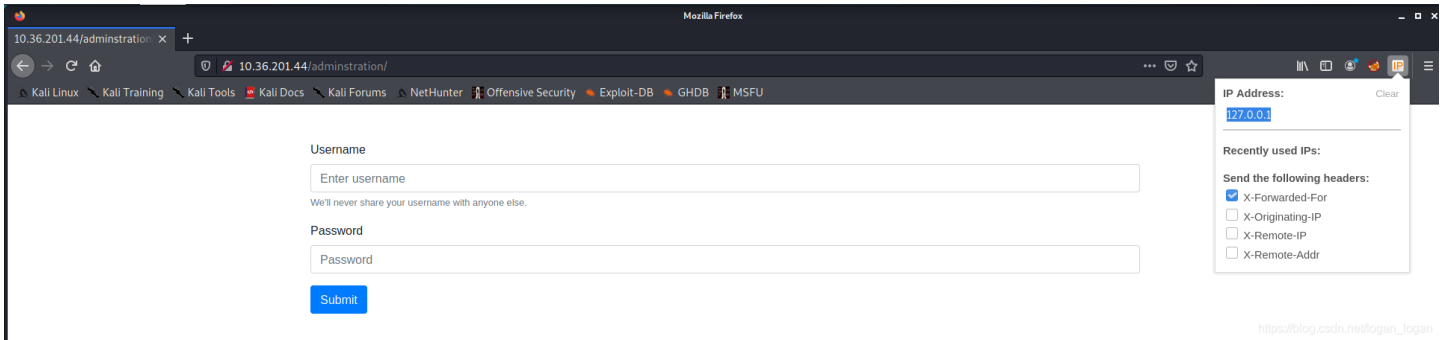 Mozilla Firefox
10.36.201.44/adminstration
10.36.201.44/adminstration/
Kali Linux Kali Training Kali Tools Kali Docs Kali Forums NetHunter Offensive Security Exploit-DB GHDB MSFU
IP
IP Address: Clear
127.0.0.1
Recently used IPs:
Send the following headers:
X-Forwarded-For
X-Originating-IP
X-Remote-IP
X-Remote-Addr
Username
Enter username
We'll never share your username with anyone else.
Password
Password
Submit
https://blog.csdn.net/logan_logan